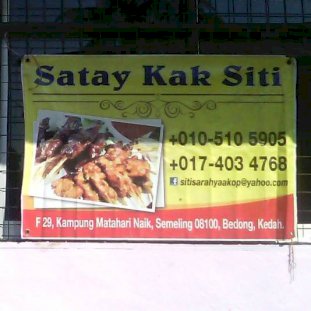 Satay Kak Siti
+010-510 5905
+017-403 4768
f sitisarahyaakop@yahoo.com
F 29, Kampung Matahari Naik, Semeling 08100, Bedong, Kedah.